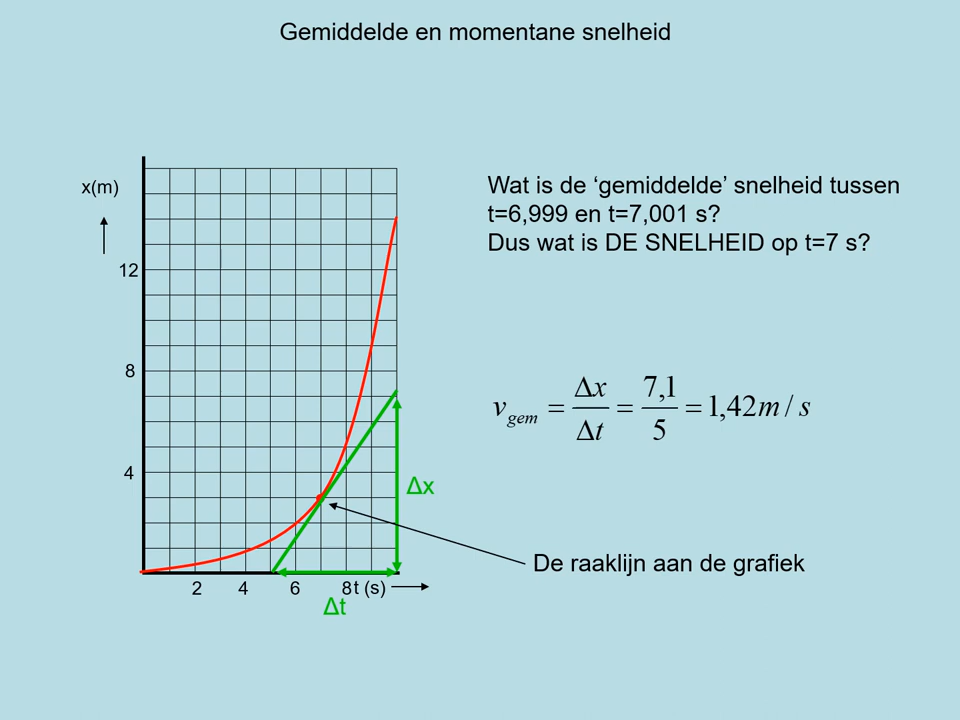 Gemiddelde en momentane snelheid
x(m)
12
8
4
2 4 6 8 t (s)
Δt
Δx
Wat is de ‘gemiddelde’ snelheid tussen
t=6,999 en t=7,001 s?
Dus wat is DE SNELHEID op t=7 s?
v_gem = Δx/Δt = 7,1/5 = 1,42 m / s
De raaklijn aan de grafiek